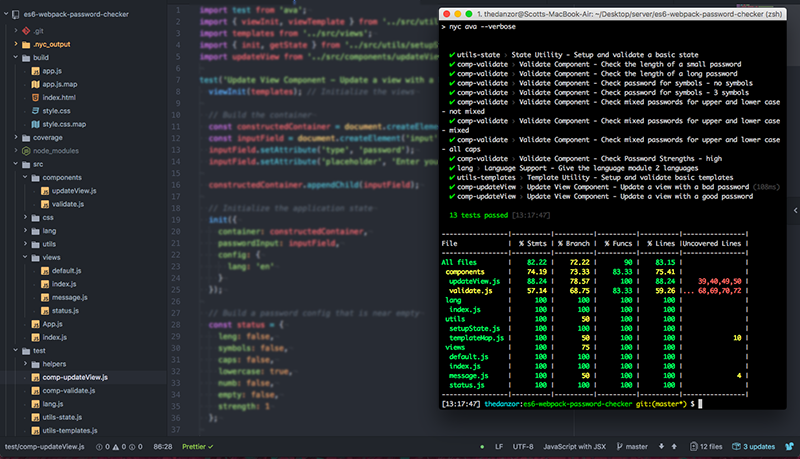 es6-webpack-password-checker
.git
.nyc_output
build
app.js
app.js.map
index.html
style.css
style.css.map
coverage
node_modules
src
components
updateView.js
validate.js
css
lang
utils
views
default.js
index.js
message.js
status.js
App.js
index.js
test
helpers
comp-updateView.js
comp-validate.js
lang.js
utils-state.js
utils-templates.js
1 import test from 'ava';
import { viewInit, viewTemplate } from '../src/utils
import templates from '../src/views';
import { init, getState } from '../src/utils/setupS
import updateView from '../src/components/updateView
test('Update View Component - Update a view with a
viewInit(templates); // Initialize the views
// Build the container
const constructedContainer = document.createElemen
const inputField = document.createElement('input'
inputField.setAttribute("type", "password");
inputField.setAttribute("placeholder", "Enter you
constructedContainer.appendChild(inputField);
// Initialize the application state
init({
container: constructedContainer,
passwordInput: inputField,
config: {
lang: "en"
}
});
// Build a password config that is near empty
const status = {
leng: false,
symbols: false,
caps: false,
lowercase: true,
numb: false,
empty: false,
strength: 1
};
1. thedanzor@Scotts-MacBook-Air: ~/Desktop/server/es6-webpack-password-checker (zsh)
> nyc ava --verbose
✔ utils-state › State Utility - Setup and validate a basic state
✔ comp-validate › Validate Component - Check the length of a small password
✔ comp-validate › Validate Component - Check the length of a long password
✔ comp-validate › Validate Component - Check password for symbols - no symbols
✔ comp-validate › Validate Component - Check password for symbols - 3 symbols
✔ comp-validate › Validate Component - Check mixed passwords for upper and lower case
- not mixed
✔ comp-validate › Validate Component - Check mixed passwords for upper and lower case
- mixed
✔ comp-validate › Validate Component - Check mixed passwords for upper and lower case
- all caps
✔ comp-validate › Validate Component - Check Password Strengths - high
✔ lang › Language Support - Give the language module 2 languages
✔ utils-templates › Template Utility - Setup and validate basic templates
✔ comp-updateView › Update View Component - Update a view with a bad password (108ms)
✔ comp-updateView › Update View Component - Update a view with a good password
13 tests passed [13:17:47]
File | % Stmts | % Branch | % Funcs | % Lines |Uncovered Lines |
All files | 82.22 | 72.22 | 90 | 83.15 | |
components | 74.19 | 73.33 | 83.33 | 75.41 | |
updateView.js | 88.24 | 78.57 | 100 | 88.24 | 39,40,49,50 |
validate.js | 57.14 | 68.75 | 83.33 | 59.26 |... 68,69,70,72 |
lang | 100 | 100 | 100 | 100 | |
index.js | 100 | 100 | 100 | 100 | |
utils | 100 | 50 | 100 | 100 | |
setupState.js | 100 | 100 | 100 | 100 | |
templateMap.js | 100 | 50 | 100 | 100 | 10 |
views | 100 | 75 | 100 | 100 | |
default.js | 100 | 100 | 100 | 100 | |
index.js | 100 | 100 | 100 | 100 | |
message.js | 100 | 50 | 100 | 100 | 4 |
status.js | 100 | 100 | 100 | 100 | |
[13:17:47] thedanzor:es6-webpack-password-checker git:(master*) $
test/comp-updateView.js 0 0 0 86:28 Prettier ✓ LF UTF-8 JavaScript with JSX master 12 files 3 updates